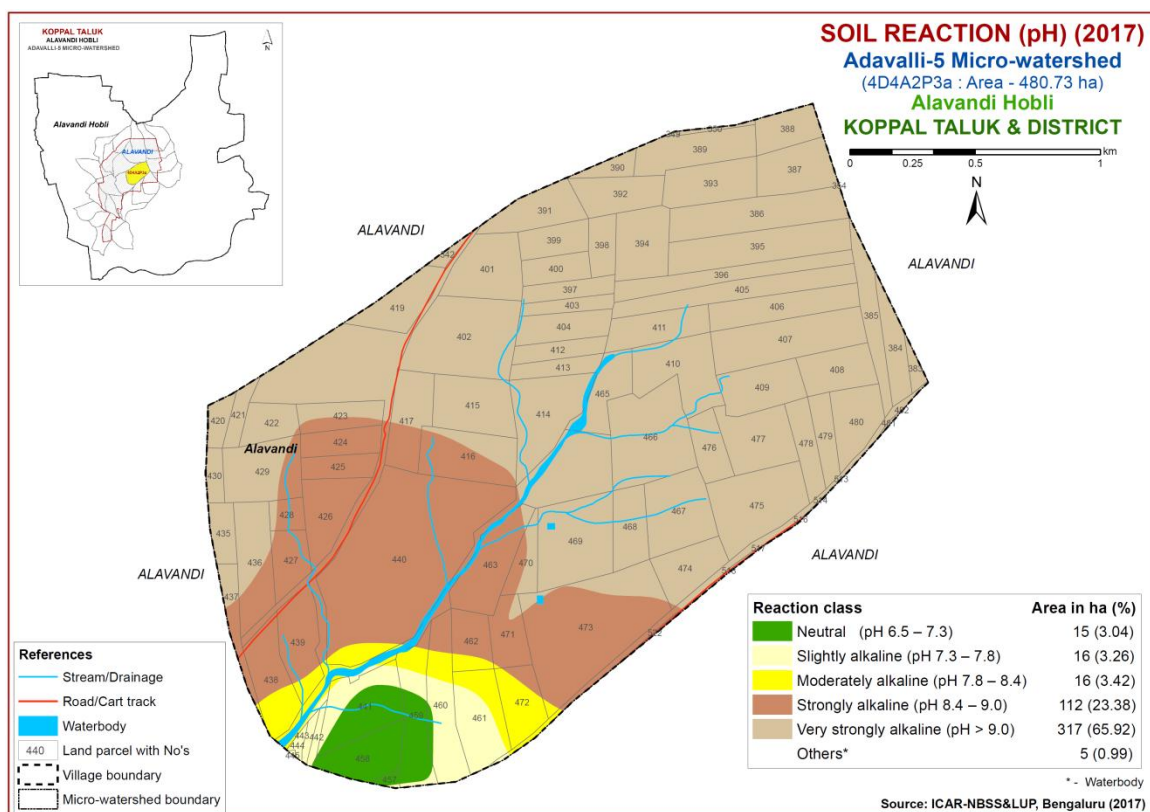 KOPPAL TALUK
ALAVANDI HOBLI
ADAVALLI-5 MICRO-WATERSHED
N
Alavandi Hobli
ALAVANDI
SOIL REACTION (pH) (2017)
Adavalli-5 Micro-watershed
(4D4A2P3a : Area - 480.73 ha)
Alavandi Hobli
KOPPAL TALUK & DISTRICT
km
0 0.25 0.5 1
N
388
389
390 387
392 393
391 386
ALAVANDI
399 398 394 395
ALAVANDI
401 400
396
397 405
419 403 406
402 404 411 385
407
412 384
413 410 408
409
415 465
414
420 421 422 423 417
466 476 477 478 479 480
Alavandi 424 416
430 429 425
428 426 475
467
435 468
469
436 427 440 463 470
ALAVANDI
474
ALAVANDI
437
473
439 462 471
438
472
460 461
441 459
443 442
444
445
458
457
References
Stream/Drainage
Road/Cart track
Waterbody
440 Land parcel with No's
Village boundary
Micro-watershed boundary
Reaction class Area in ha (%)
Neutral (pH 6.5 – 7.3) 15 (3.04)
Slightly alkaline (pH 7.3 – 7.8) 16 (3.26)
Moderately alkaline (pH 7.8 – 8.4) 16 (3.42)
Strongly alkaline (pH 8.4 – 9.0) 112 (23.38)
Very strongly alkaline (pH > 9.0) 317 (65.92)
Others* 5 (0.99)
* - Waterbody
Source: ICAR-NBSS&LUP, Bengaluru (2017)